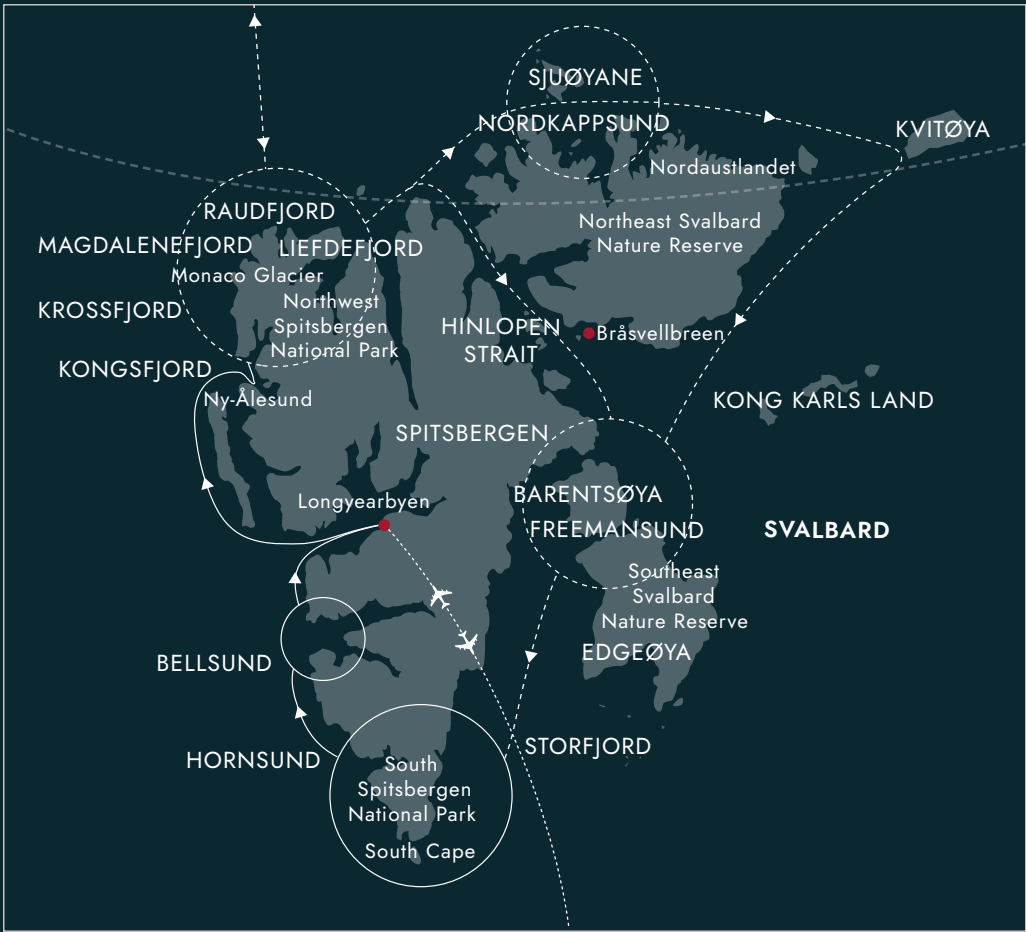 SJUØYANE
NORDKAPPSUND
KVITØYA
Nordaustlandet
RAUDFJORD
Northeast Svalbard
Nature Reserve
MAGDALENEFJORD
LIEFDEFJORD
Monaco Glacier
Northwest
Spitsbergen
National Park
KROSSFJORD
HINLOPEN
STRAIT
Bråsvellbreen
KONGSFJORD
Ny-Ålesund
KONG KARLS LAND
SPITSBERGEN
Longyearbyen
BARENTSØYA
FREEMANSUND
SVALBARD
Southeast
Svalbard
Nature Reserve
EDGEØYA
BELLSUND
HORNSUND
STORFJORD
South
Spitsbergen
National Park
South Cape